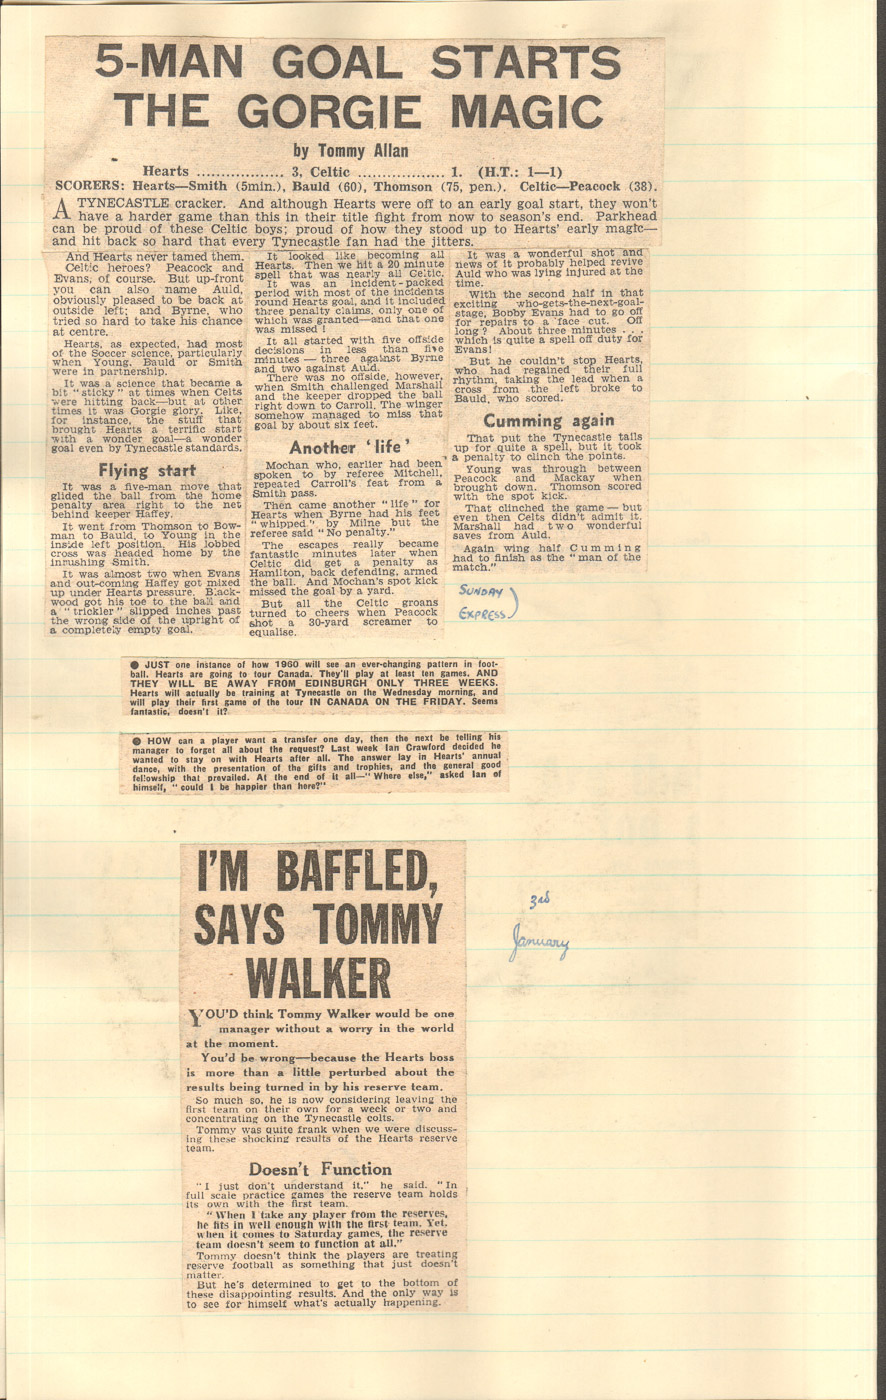 5-MAN GOAL STARTS
THE GORGIE MAGIC
by Tommy Allan
Hearts ................. 3, Celtic ................. 1. (H.T.: 1—1)
SCORERS: Hearts—Smith (5min.), Bauld (60), Thomson (75, pen.). Celtic—Peacock (38).
A TYNECASTLE cracker. And although Hearts were off to an early goal start, they won't
have a harder game than this in their title fight from now to season's end. Parkhead
can be proud of these Celtic boys; proud of how they stood up to Hearts' early magic—
and hit back so hard that every Tynecastle fan had the jitters.
And Hearts never tamed them.
Celtic heroes? Peacock and
Evans, of course. But up-front
you can also name Auld,
obviously pleased to be back at
outside left; and Byrne, who
tried so hard to take his chance
at centre.
Hearts, as expected, had most
of the Soccer science, particularly
when Young, Bauld or Smith
were in partnership.
It was a science that became a
bit "sticky" at times when Celts
were hitting back—but at other
times it was Gorgie glory. Like,
for instance, the stuff that
brought Hearts a terrific start
with a wonder goal—a wonder
goal even by Tynecastle standards.
Flying start
It was a five-man move that
glided the ball from the home
penalty area right to the net
behind keeper Haffey.
It went from Thomson to Bow-
man to Bauld, to Young in the
inside left position. His lobbed
cross was headed home by the
inrushing Smith.
It was almost two when Evans
and out-coming Haffey got mixed
up under Hearts pressure. Black-
wood got his toe to the ball and
a "trickler" slipped inches past
the wrong side of the upright of
a completely empty goal.
It looked like becoming all
Hearts. Then we hit a 20 minute
spell that was nearly all Celtic.
It was an incident-packed
period with most of the incidents
round Hearts goal, and it included
three penalty claims, only one of
which was granted—and that one
was missed!
It all started with five offside
decisions in less than five
minutes — three against Byrne
and two against Auld.
There was no offside, however,
when Smith challenged Marshall
and the keeper dropped the ball
right down to Carroll. The winger
somehow managed to miss that
goal by about six feet.
Another 'life'
Mochan who, earlier had been
spoken to by referee Mitchell,
repeated Carroll's feat from a
Smith pass.
Then came another "life" for
Hearts when Byrne had his feet
"whipped" by Milne but the
referee said "No penalty."
The escapes really became
fantastic minutes later when
Celtic did get a penalty as
Hamilton, back defending, armed
the ball. And Mochan's spot kick
missed the goal by a yard.
But all the Celtic groans
turned to cheers when Peacock
shot a 30-yard screamer to
equalise.
It was a wonderful shot and
news of it probably helped revive
Auld who was lying injured at the
time.
With the second half in that
exciting who-gets-the-next-goal-
stage, Bobby Evans had to go off
for repairs to a face cut. Off
long? About three minutes . . .
which is quite a spell off duty for
Evans!
But he couldn't stop Hearts,
who had regained their full
rhythm, taking the lead when a
cross from the left broke to
Bauld, who scored.
Cumming again
That put the Tynecastle tails
up for quite a spell, but it took
a penalty to clinch the points.
Young was through between
Peacock and Mackay when
brought down. Thomson scored
with the spot kick.
That clinched the game — but
even then Celts didn't admit it.
Marshall had two wonderful
saves from Auld.
Again wing half Cumming
had to finish as the "man of the
match."
SUNDAY
EXPRESS)
● JUST one instance of how 1960 will see an ever-changing pattern in foot-
ball. Hearts are going to tour Canada. They'll play at least ten games. AND
THEY WILL BE AWAY FROM EDINBURGH ONLY THREE WEEKS.
Hearts will actually be training at Tynecastle on the Wednesday morning, and
will play their first game of the tour IN CANADA ON THE FRIDAY. Seems
fantastic, doesn't it?
● HOW can a player want a transfer one day, then the next be telling his
manager to forget all about the request? Last week Ian Crawford decided he
wanted to stay on with Hearts after all. The answer lay in Hearts' annual
dance, with the presentation of the gifts and trophies, and the general good
fellowship that prevailed. At the end of it all—"Where else," asked Ian of
himself, "could I be happier than here?"
I'M BAFFLED,
SAYS TOMMY
WALKER
3rd
January
YOU'D think Tommy Walker would be one
manager without a worry in the world
at the moment.
You'd be wrong—because the Hearts boss
is more than a little perturbed about the
results being turned in by his reserve team.
So much so, he is now considering leaving the
first team on their own for a week or two and
concentrating on the Tynecastle colts.
Tommy was quite frank when we were discuss-
ing these shocking results of the Hearts reserve
team.
Doesn't Function
"I just don't understand it," he said. "In
full scale practice games the reserve team holds
its own with the first team.
"When I take any player from the reserves,
he fits in well enough with the first team. Yet,
when it comes to Saturday games, the reserve
team doesn't seem to function at all."
Tommy doesn't think the players are treating
reserve football as something that just doesn't
matter.
But he's determined to get to the bottom of
these disappointing results. And the only way is
to see for himself what's actually happening.